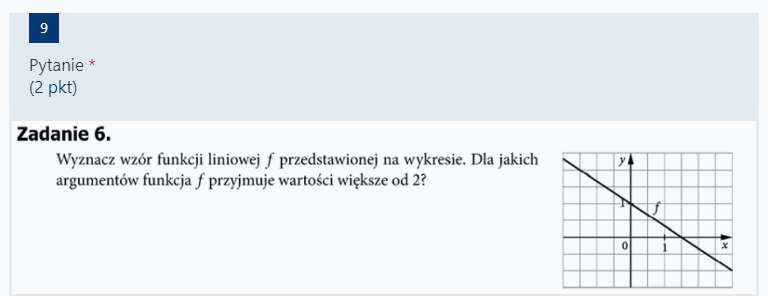 9
Pytanie *
(2 pkt)
Zadanie 6.
Wyznacz wzór funkcji liniowej f przedstawionej na wykresie. Dla jakich
argumentów funkcja f przyjmuje wartości większe od 2?
y
1
f
0
1
x